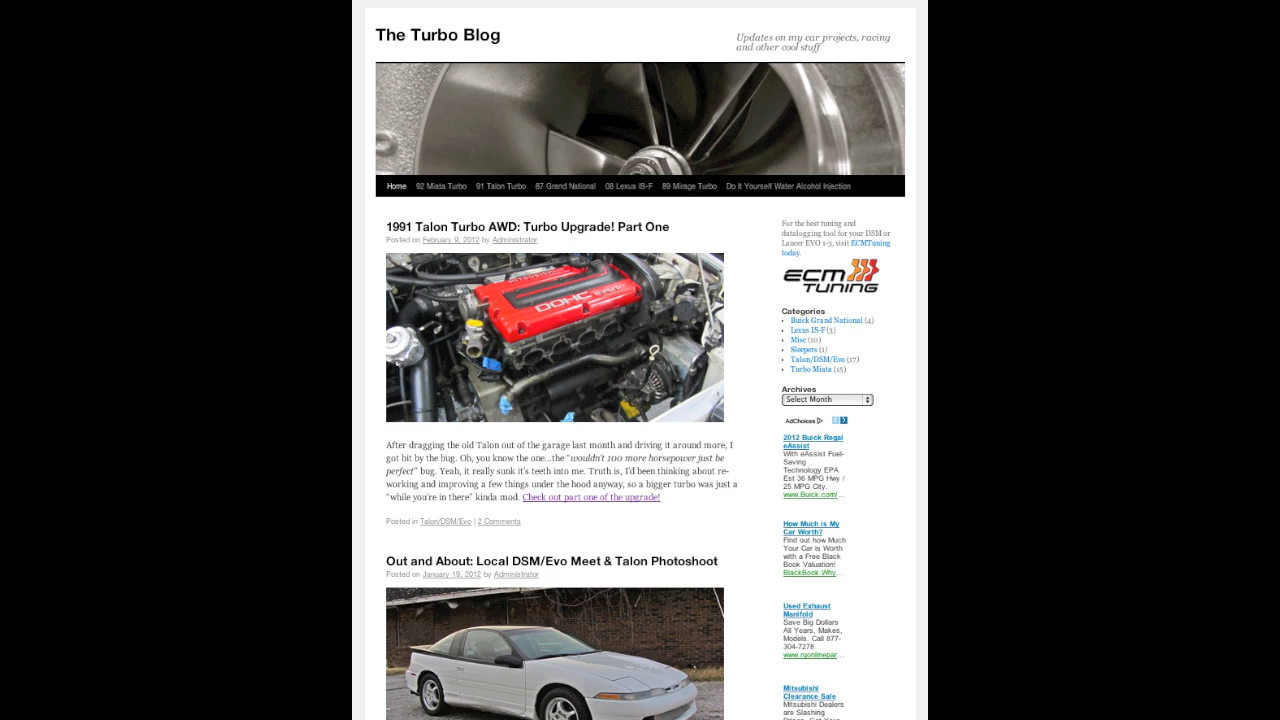 The Turbo Blog
Updates on my car projects, racing
and other cool stuff
Home 92 Miata Turbo 91 Talon Turbo 87 Grand National 08 Lexus IS-F 89 Mirage Turbo Do It Yourself Water Alcohol Injection
1991 Talon Turbo AWD: Turbo Upgrade! Part One
Posted on February 9, 2012 by Administrator
DOHC
After dragging the old Talon out of the garage last month and driving it around more, I
got bit by the bug. Oh, you know the one…the “wouldn't 100 more horsepower just be
perfect” bug. Yeah, it really sunk it's teeth into me. Truth is, I'd been thinking about re-
working and improving a few things under the hood anyway, so a bigger turbo was just a
“while you're in there” kinda mod. Check out part one of the upgrade!
Posted in Talon/DSM/Evo | 2 Comments
Out and About: Local DSM/Evo Meet & Talon Photoshoot
Posted on January 19, 2012 by Administrator
For the best tuning and
datalogging tool for your DSM or
Lancer EVO 1-3, visit ECMTuning
today.
ECM
TUNING
Categories
Buick Grand National (4)
Lexus IS-F (3)
Misc (10)
Sleepers (1)
Talon/DSM/Evo (17)
Turbo Miata (15)
Archives
Select Month
AdChoices
2012 Buick Regal
eAssist
With eAssist Fuel-
Saving
Technology EPA
Est 36 MPG Hwy /
25 MPG City.
www.Buick.com/…
How Much is My
Car Worth?
Find out how Much
Your Car is Worth
with a Free Black
Book Valuation!
BlackBook.Why…
Used Exhaust
Manifold
Save Big Dollars
All Years, Makes,
Models. Call 877-
304-7278
www.rqonlinepar…
Mitsubishi
Clearance Sale
Mitsubishi Dealers
are Slashing